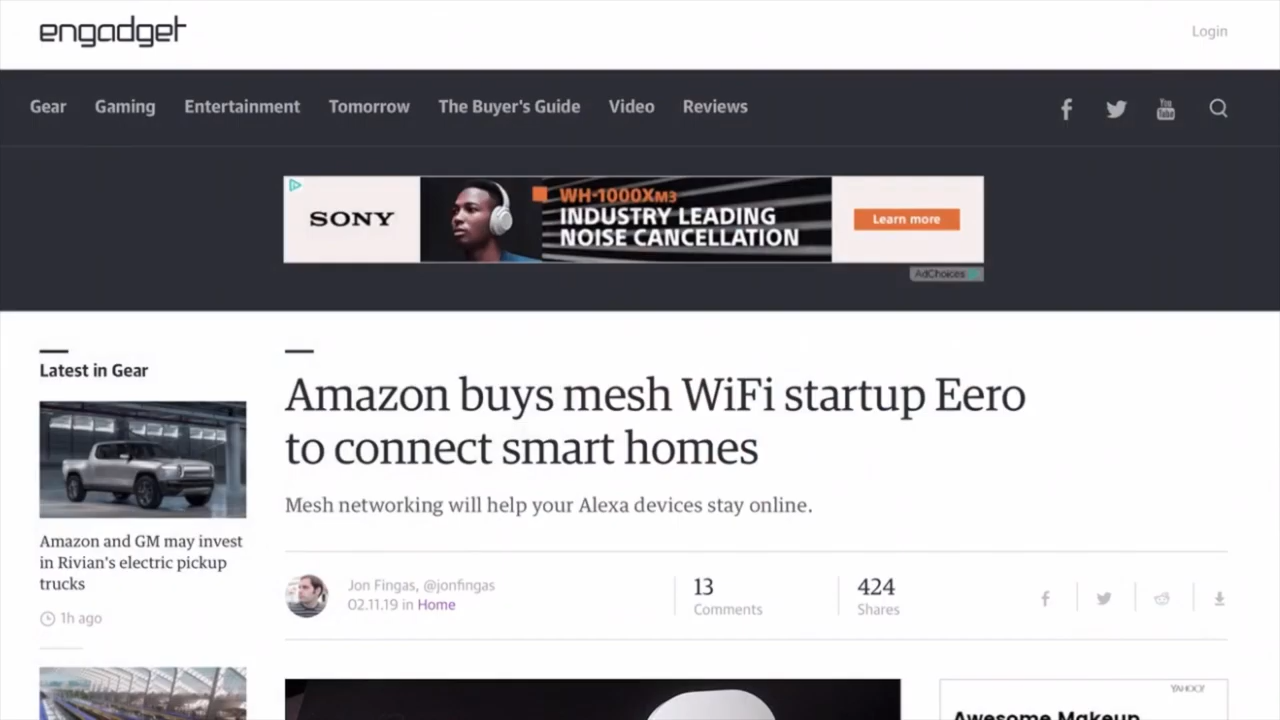 engadget
Login
Gear Gaming Entertainment Tomorrow The Buyer's Guide Video Reviews
You
Tube
SONY
WH-1000XM3
INDUSTRY LEADING
NOISE CANCELLATION
Learn more
AdChoices
Latest in Gear
Amazon and GM may invest
in Rivian's electric pickup
trucks
1h ago
Amazon buys mesh WiFi startup Eero
to connect smart homes
Mesh networking will help your Alexa devices stay online.
Jon Fingas, @jonfingas
02.11.19 in Home
13
Comments
424
Shares
YAHOO!
Awesome Makeup